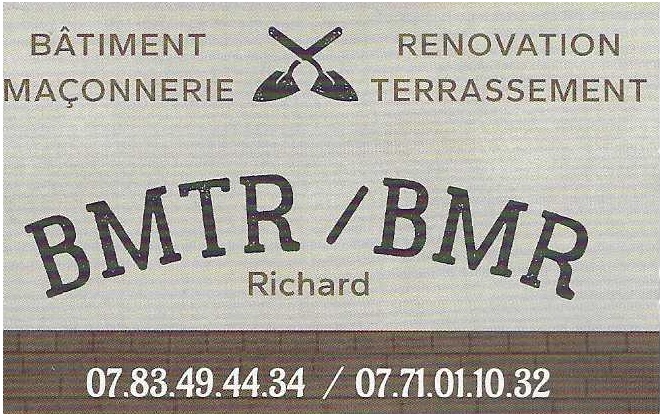 BÂTIMENT RENOVATION
MAÇONNERIE TERRASSEMENT
BMTR / BMR
Richard
07.83.49.44.34 / 07.71.01.10.32